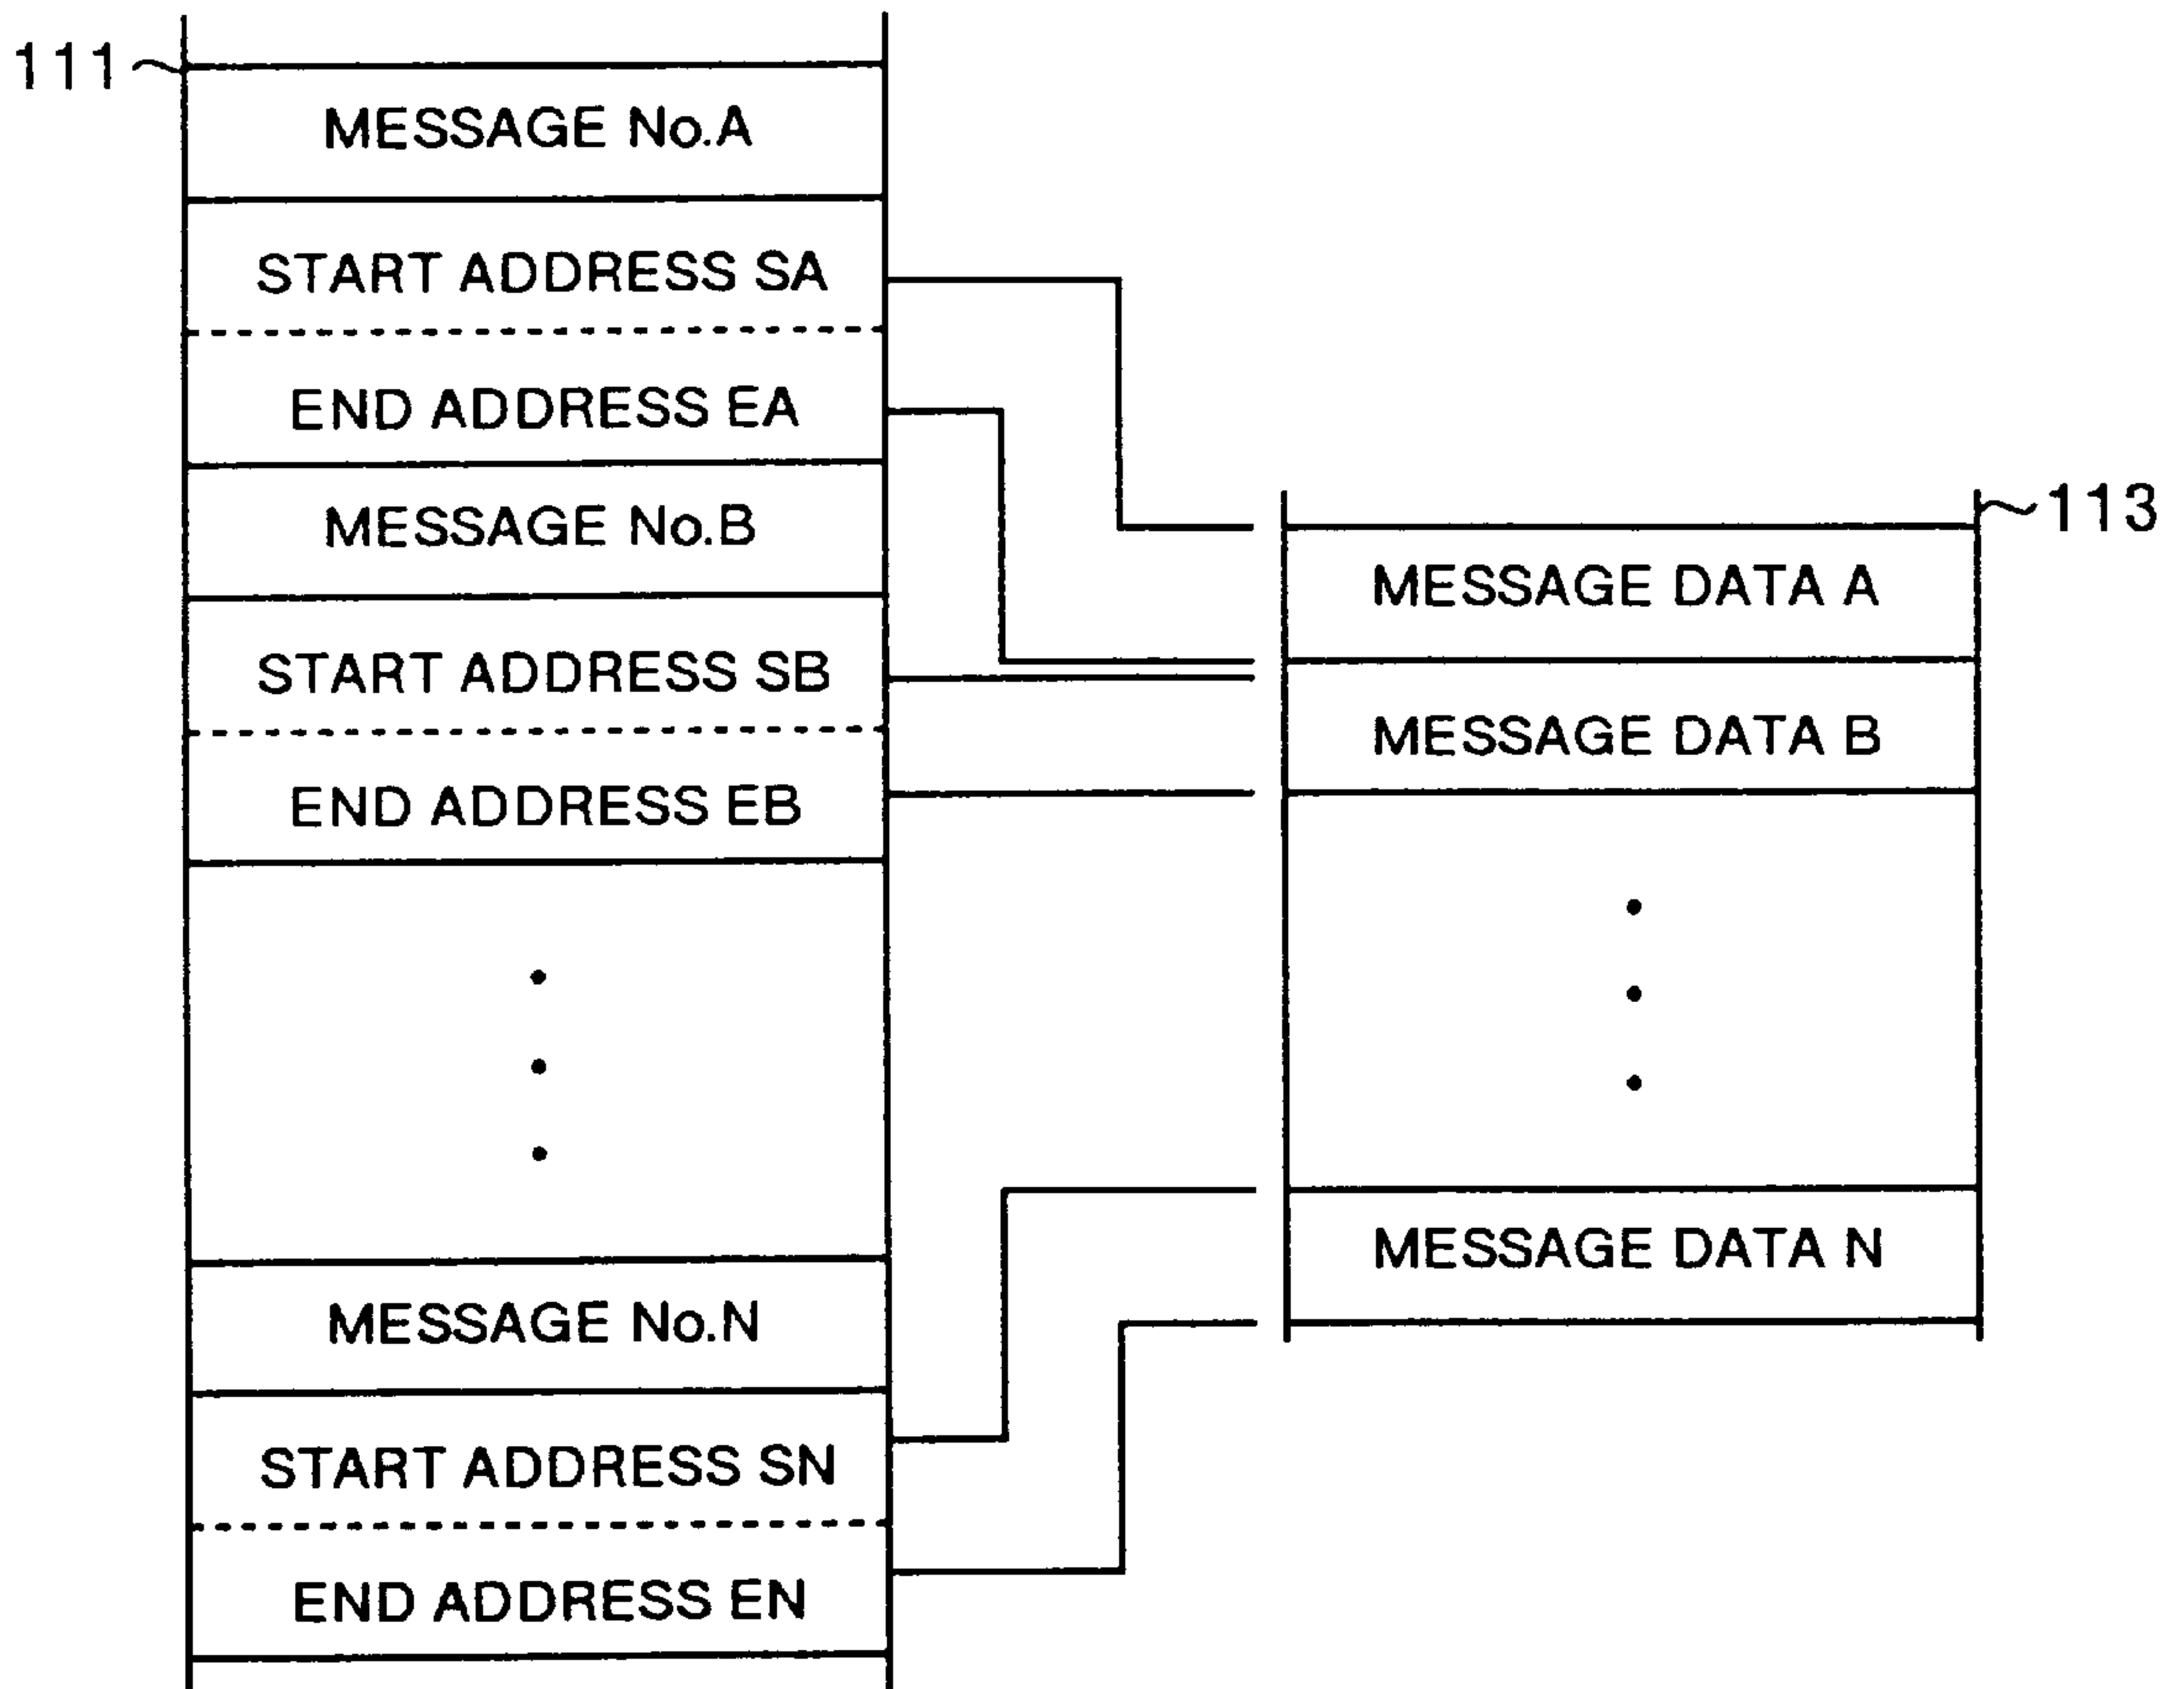 111
MESSAGE No.A
START ADDRESS SA
END ADDRESS EA
MESSAGE No.B
START ADDRESS SB
END ADDRESS EB
MESSAGE No.N
START ADDRESS SN
END ADDRESS EN
113
MESSAGE DATA A
MESSAGE DATA B
MESSAGE DATA N